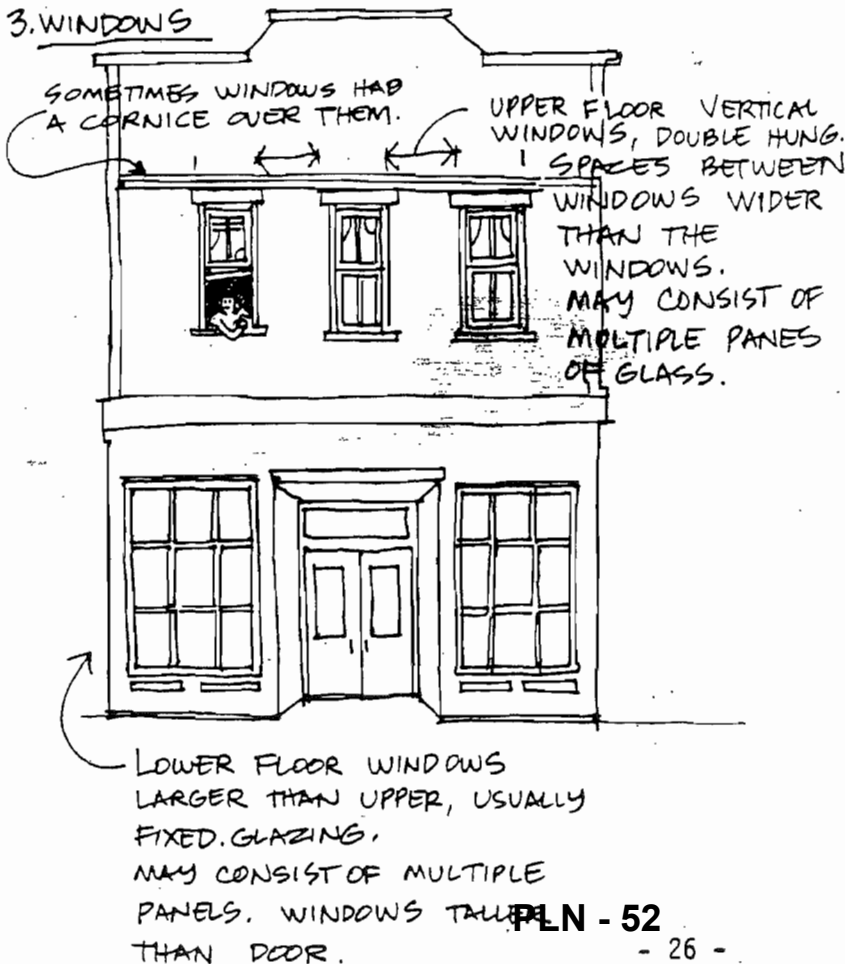 3. WINDOWS
SOMETIMES WINDOWS HAD
A CORNICE OVER THEM.
UPPER FLOOR VERTICAL
WINDOWS, DOUBLE HUNG.
SPACES BETWEEN
WINDOWS WIDER
THAN THE
WINDOWS.
MAY CONSIST OF
MULTIPLE PANES
OF GLASS.
LOWER FLOOR WINDOWS
LARGER THAN UPPER, USUALLY
FIXED. GLAZING.
MAY CONSIST OF MULTIPLE
PANELS. WINDOWS TALLER
THAN DOOR.
PLN - 52
- 26 -